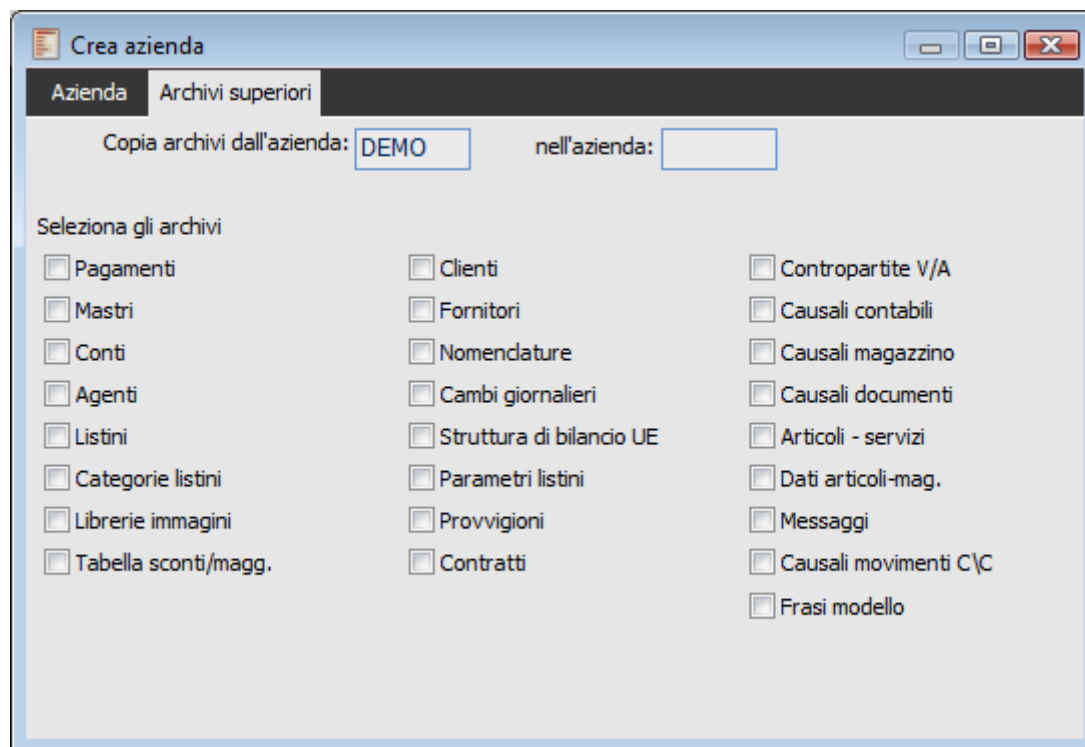 Crea azienda
Azienda Archivi superiori
Copia archivi dall'azienda: DEMO nell'azienda:
Seleziona gli archivi
Pagamenti Clienti Contropartite V/A
Mastri Fornitori Causali contabili
Conti Nomenclature Causali magazzino
Agenti Cambi giornalieri Causali documenti
Listini Struttura di bilancio UE Articoli - servizi
Categorie listini Parametri listini Dati articoli-mag.
Librerie immagini Provvigioni Messaggi
Tabella sconti/magg. Contratti Causali movimenti C\C
Frasi modello